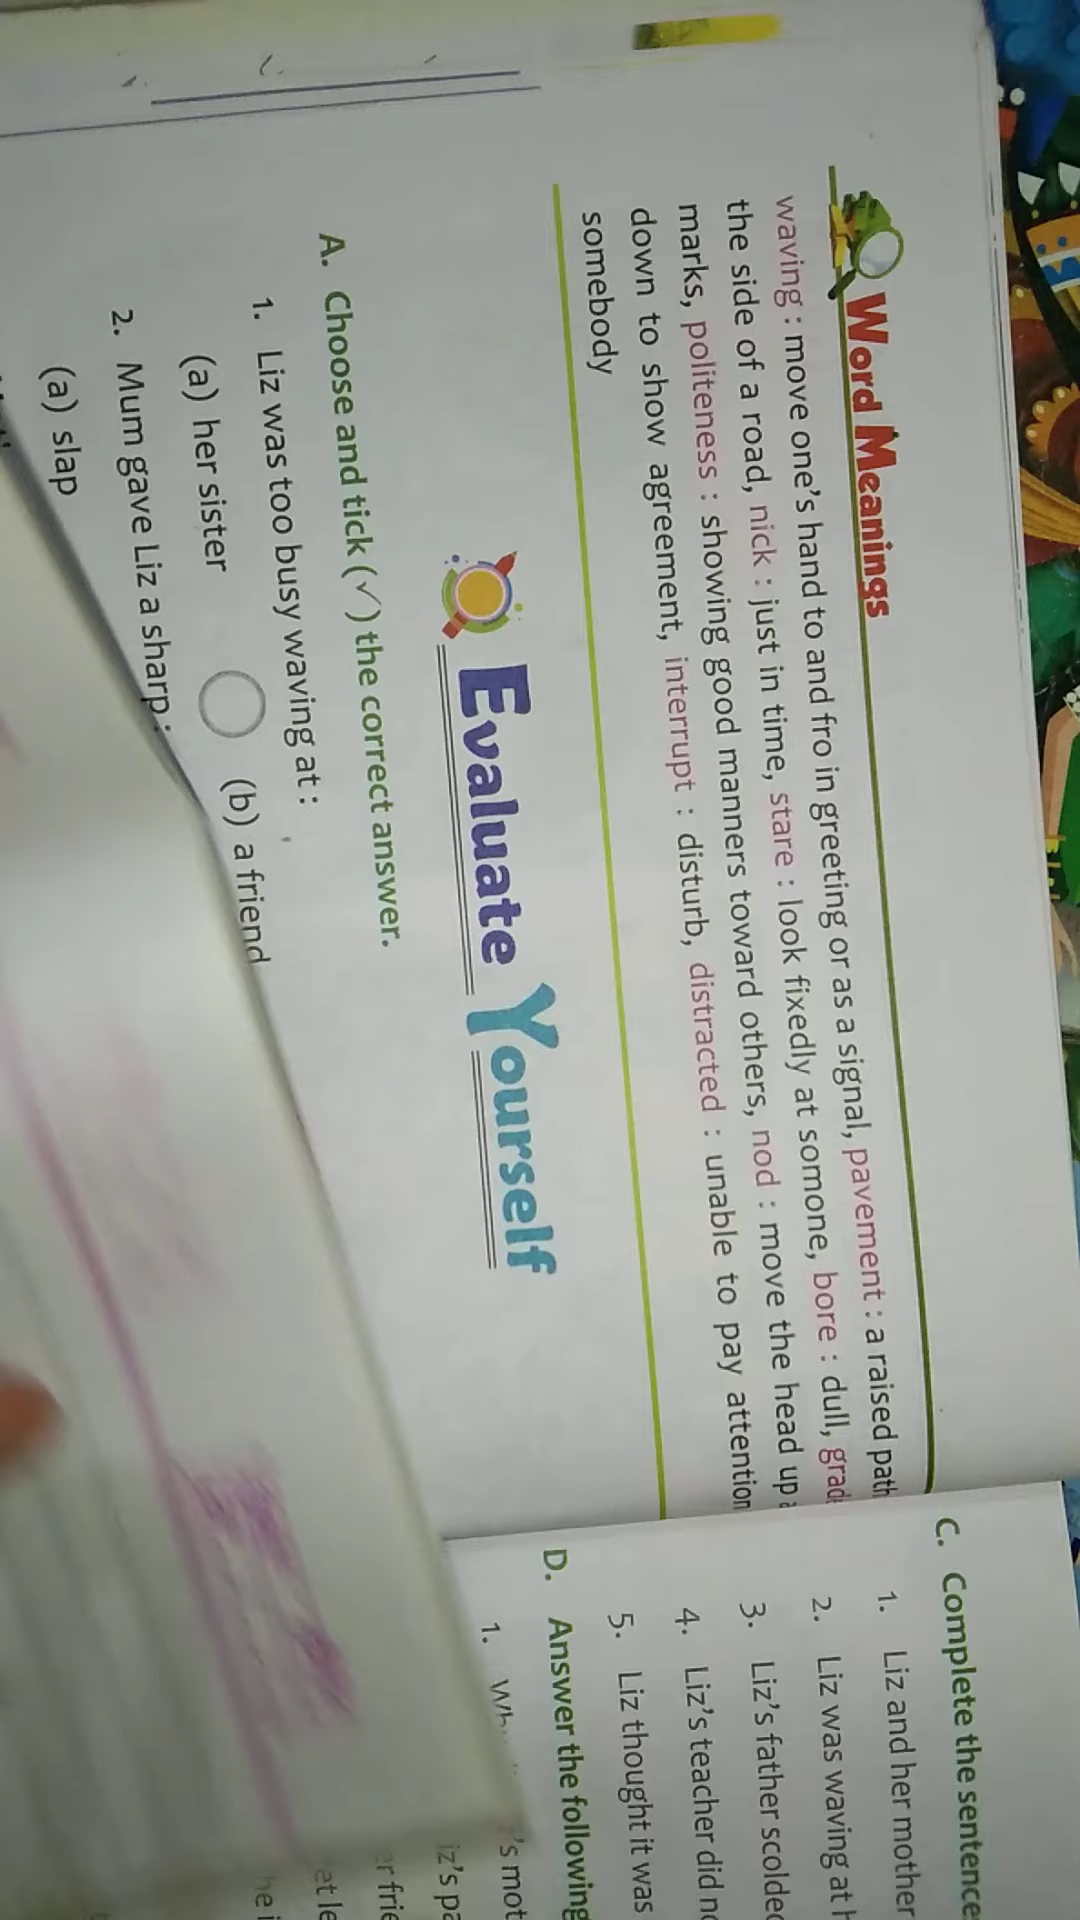 Word Meanings
waving : move one's hand to and fro in greeting or as a signal, pavement : a raised path
the side of a road, nick : just in time, stare : look fixedly at somone, bore : dull,
marks, politeness : showing good manners toward others, nod : move the head up
down to show agreement, interrupt : disturb, distracted : unable to pay attention
somebody
Evaluate Yourself
A. Choose and tick (✓) the correct answer.
1. Liz was too busy waving at :
(a) her sister (b) a friend
2. Mum gave Liz a sharp :
(a) slap
C. Complete the sentence
1. Liz and her mother
2. Liz was waving at
3. Liz's father scolded
4. Liz's teacher did
5. Liz thought it was
D. Answer the following
1.